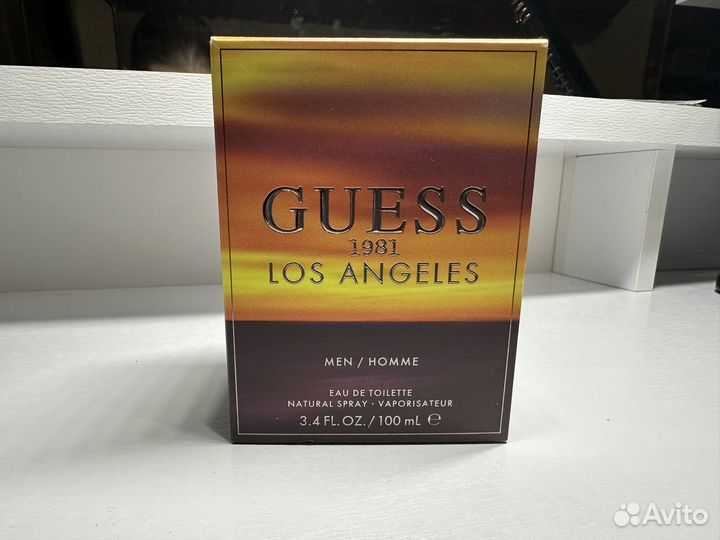 GUESS
1981
LOS ANGELES
MEN / HOMME
EAU DE TOILETTE
NATURAL SPRAY · VAPORISATEUR
3.4 FL. OZ. / 100 mL ℮
Avito